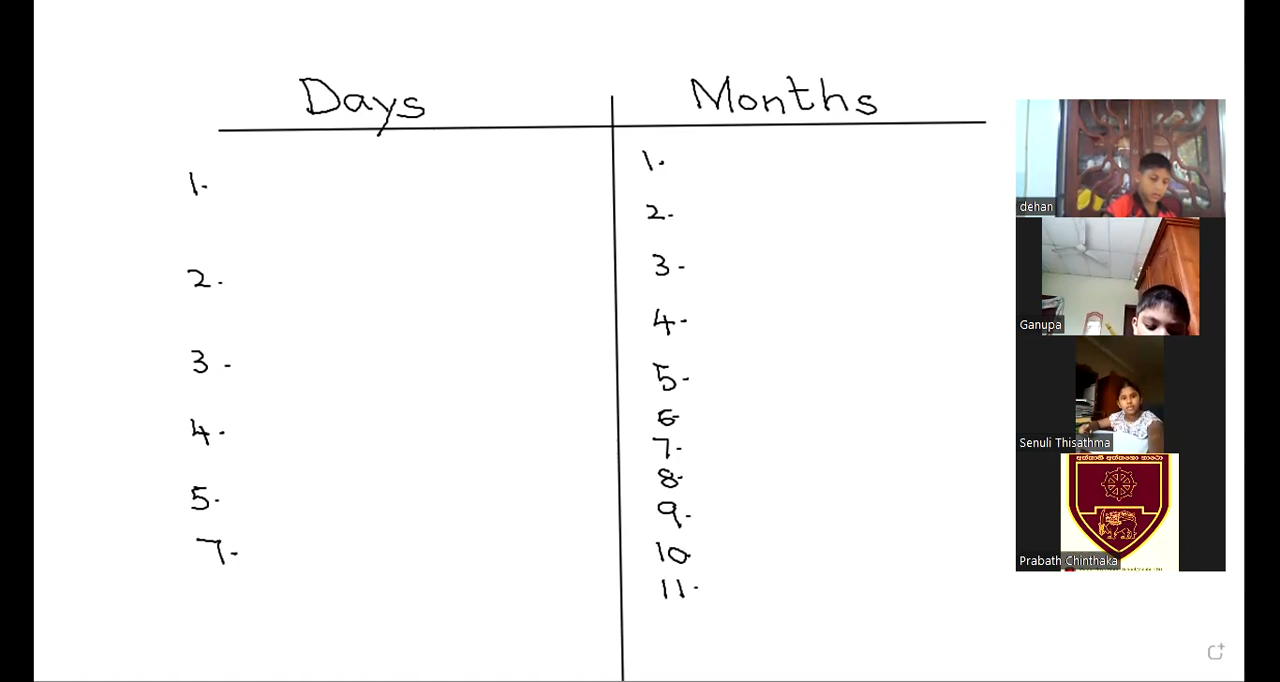 Days
Months
1.
2.
3.
4.
5.
7.
1.
2.
3.
4.
5.
6.
7.
8.
9.
10
11.
dehan
Ganupa
Senuli Thisathma
Prabath Chinthaka